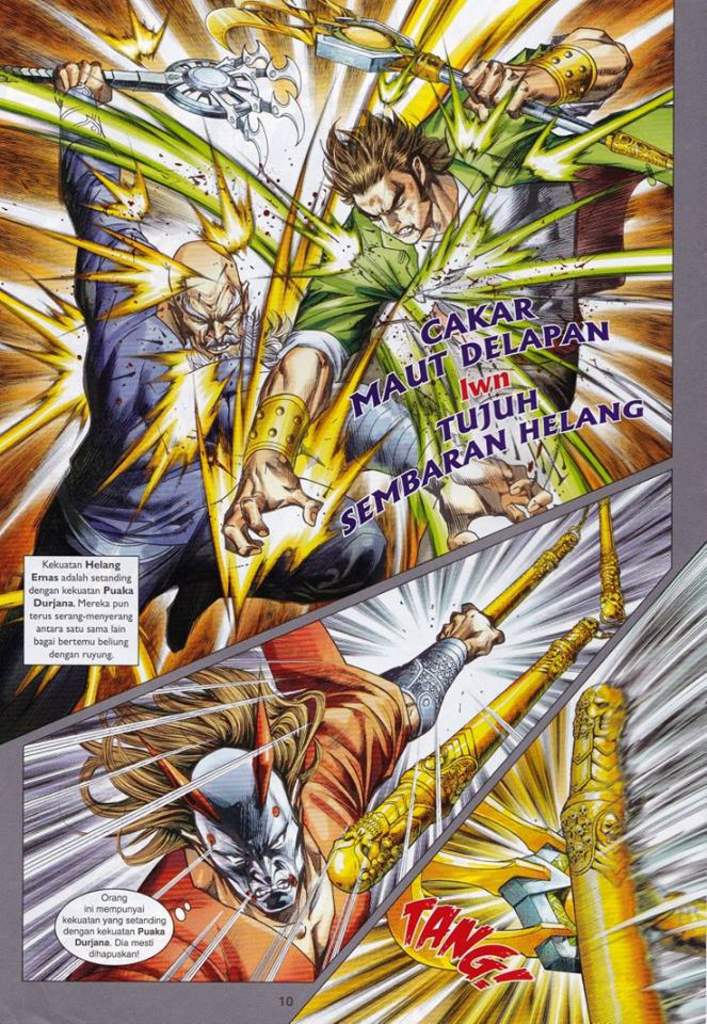 CAKAR
MAUT DELAPAN
lwn
TUJUH
SEMBARAN HELANG
Kekuatan Helang
Emas adalah setanding
dengan kekuatan Puaka
Durjana. Mereka pun
terus serang-menyerang
antara satu sama lain
bagai bertemu beliung
dengan ruyung.
Orang
ini mempunyai
kekuatan yang setanding
dengan kekuatan Puaka
Durjana. Dia mesti
dihapuskan!
TANG!
10